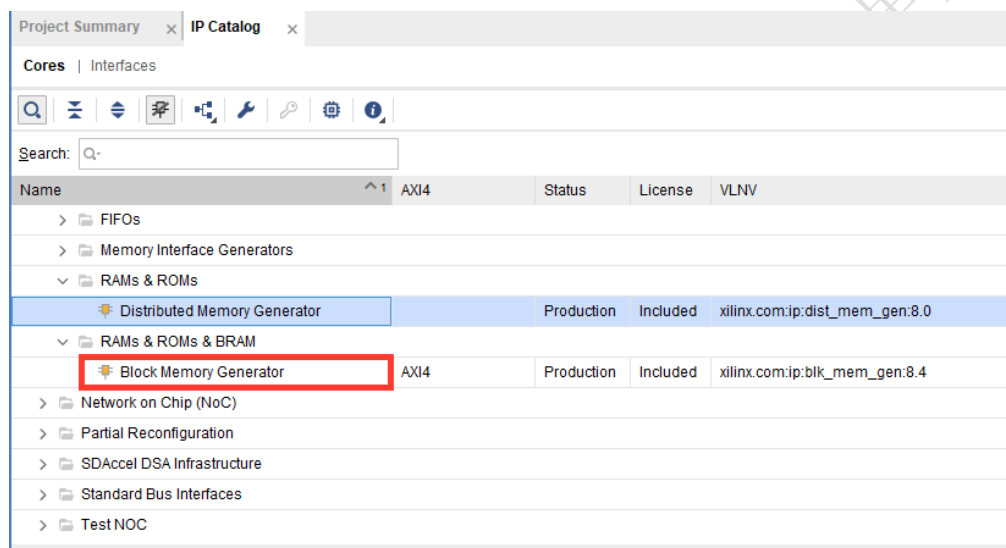 Project Summary × IP Catalog ×
Cores | Interfaces
Search: Q-
Name ^1 AXI4 Status License VLNV
FIFOs
Memory Interface Generators
RAMs & ROMs
Distributed Memory Generator Production Included xilinx.com:ip:dist_mem_gen:8.0
RAMs & ROMs & BRAM
Block Memory Generator AXI4 Production Included xilinx.com:ip:blk_mem_gen:8.4
Network on Chip (NoC)
Partial Reconfiguration
SDAccel DSA Infrastructure
Standard Bus Interfaces
Test NOC